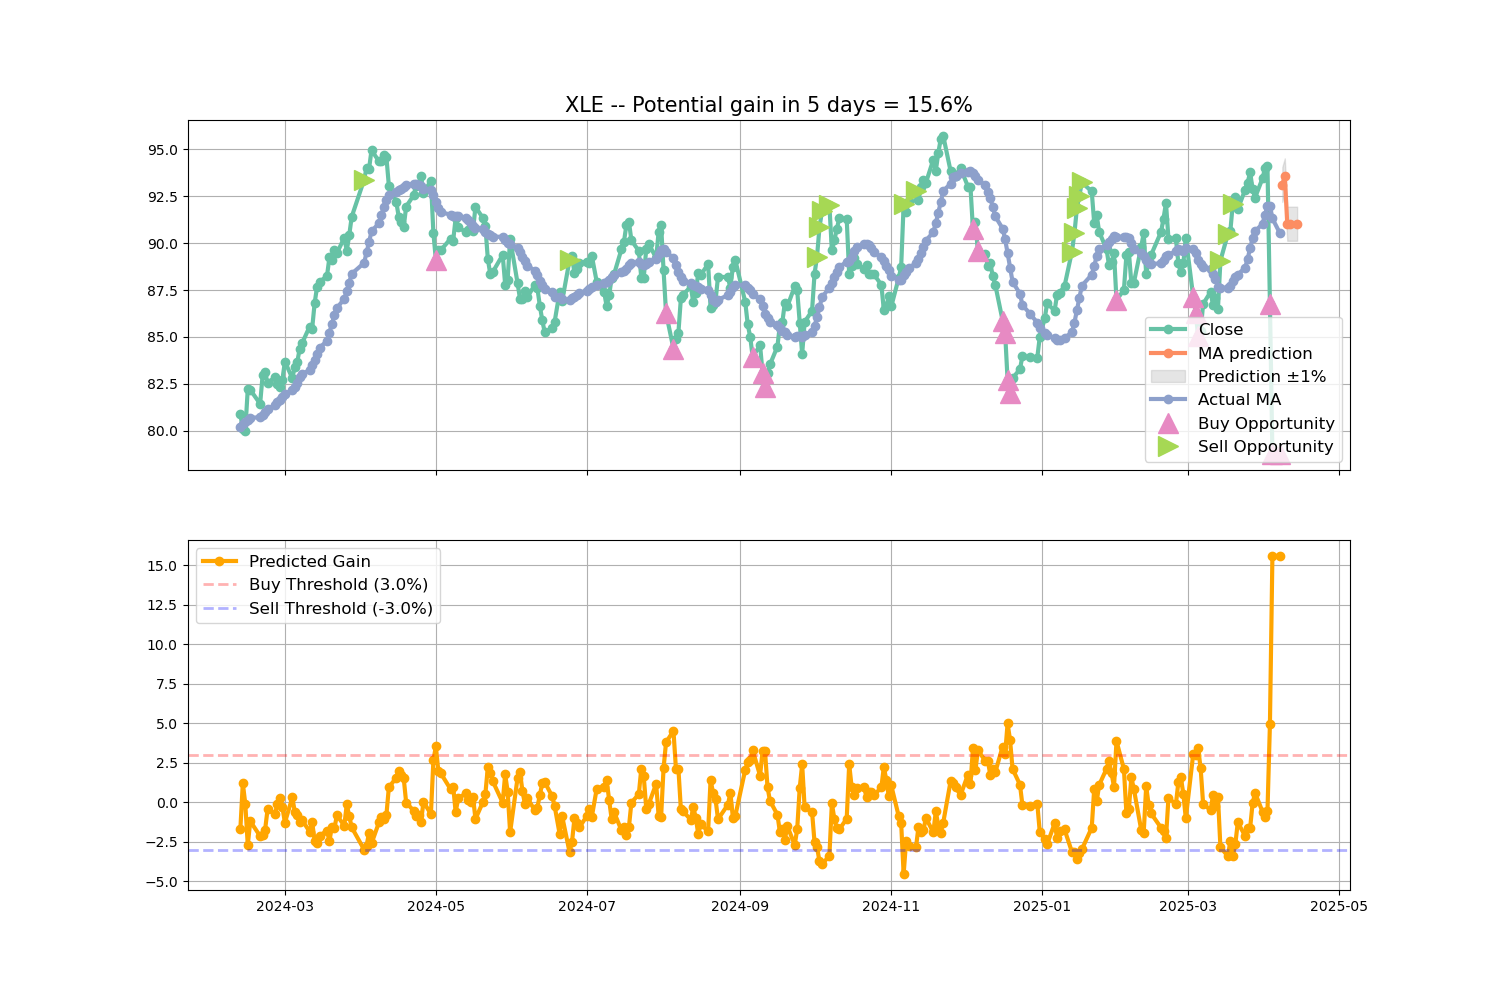 XLE -- Potential gain in 5 days = 15.6%
95.0
92.5
90.0
87.5
85.0
82.5
80.0
Close
MA prediction
Prediction ±1%
Actual MA
Buy Opportunity
Sell Opportunity
15.0
12.5
10.0
7.5
5.0
2.5
0.0
−2.5
−5.0
Predicted Gain
Buy Threshold (3.0%)
Sell Threshold (-3.0%)
2024-03 2024-05 2024-07 2024-09 2024-11 2025-01 2025-03 2025-05